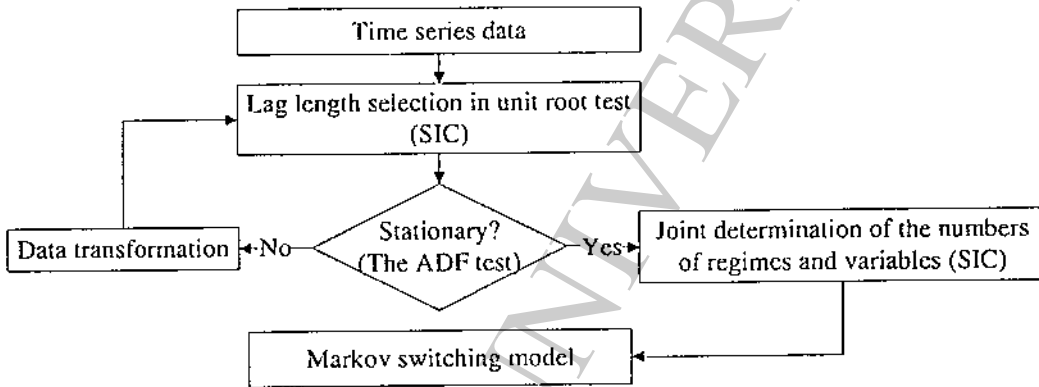 Time series data
Lag length selection in unit root test
(SIC)
Stationary?
(The ADF test)
No
Data transformation
Yes
Joint determination of the numbers
of regimes and variables (SIC)
Markov switching model
UNIVER